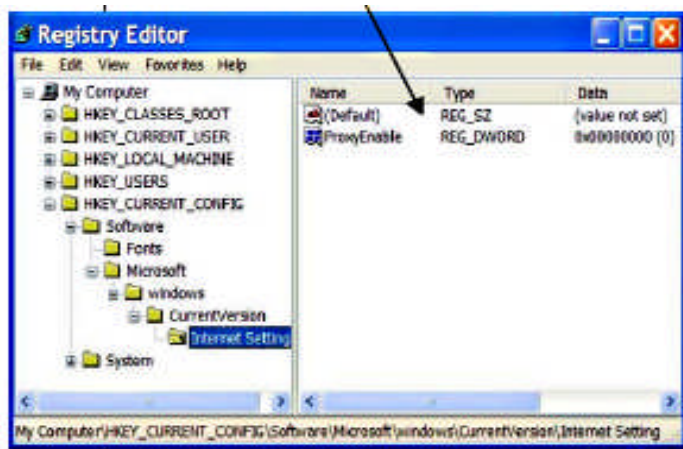 Registry Editor
File Edit View Favorites Help
My Computer
HKEY_CLASSES_ROOT
HKEY_CURRENT_USER
HKEY_LOCAL_MACHINE
HKEY_USERS
HKEY_CURRENT_CONFIG
Software
Fonts
Microsoft
windows
CurrentVersion
Internet Setting
System
Name Type Data
(Default) REG_SZ (value not set)
ProxyEnable REG_DWORD 0x00000000 (0)
My Computer\HKEY_CURRENT_CONFIG\Software\Microsoft\windows\CurrentVersion\Internet Setting